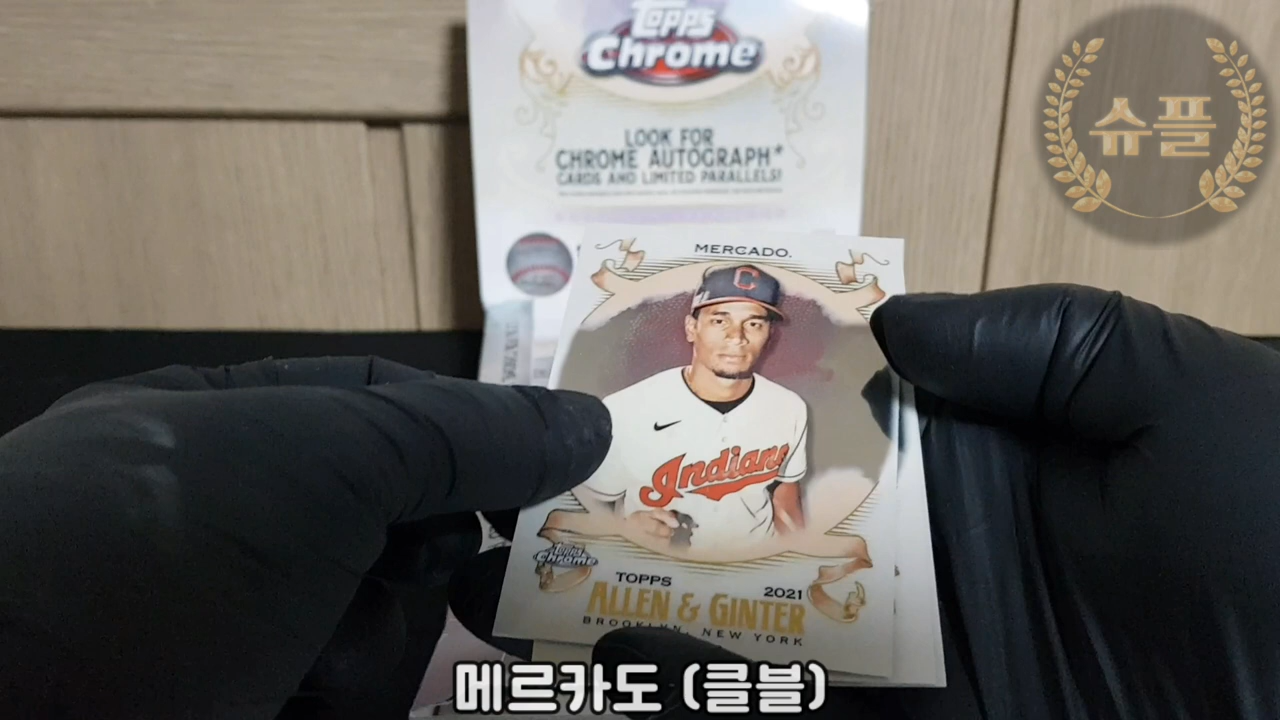 Topps
Chrome
LOOK FOR
CHROME AUTOGRAPH*
CARDS AND LIMITED PARALLELS!
슈플
MERCADO.
C
Indians
Topps
Chrome
TOPPS
2021
ALLEN & GINTER
BROOKLYN, NEW YORK
메르카도 (클블)